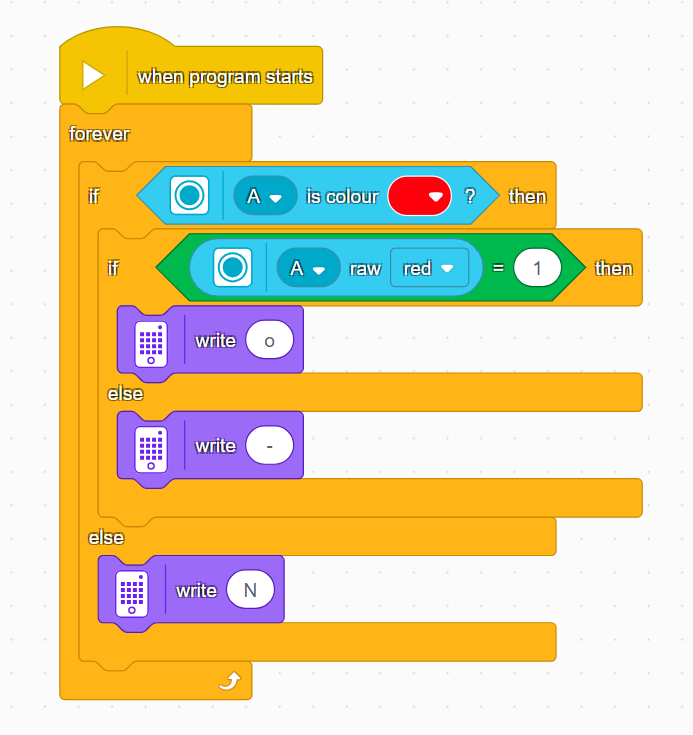 when program starts
forever
if A is colour ? then
if A raw red = 1 then
write o
else
write -
else
write N